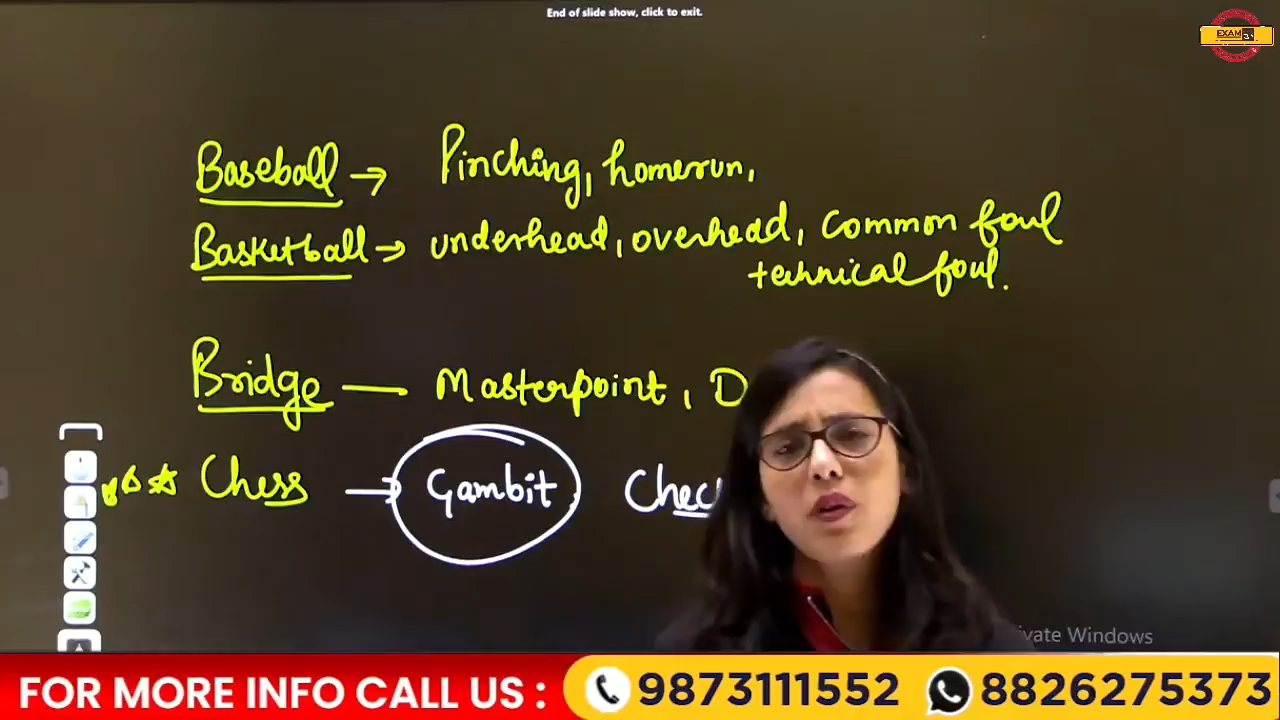 End of slide show, click to exit.
EXAM
Baseball → Pinching, homerun,
Basketball → underhead, overhead, common foul
technical foul.
Bridge — Masterpoint, D
Chess → Gambit Chec
Windows
FOR MORE INFO CALL US : 9873111552 8826275373